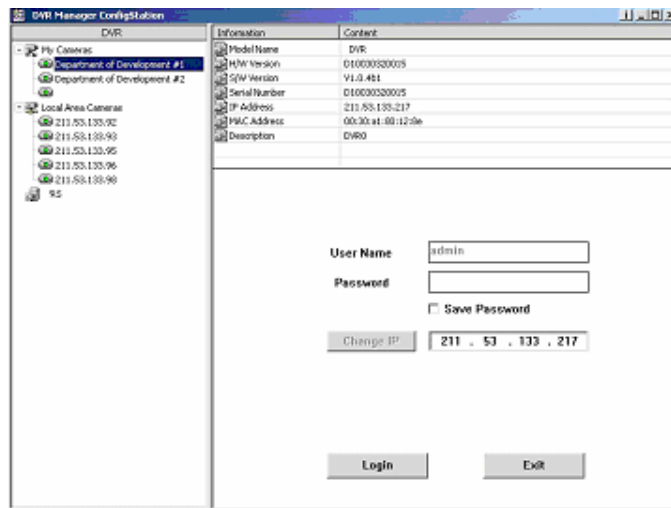 DVR Manager ConfigStation
DVR
My Cameras
Department of Development #1
Department of Development #2
Local Area Cameras
211.53.133.92
211.53.133.93
211.53.133.95
211.53.133.96
211.53.133.98
Information Content
Model Name DVR
H/W Version
S/W Version
Serial Number
IP Address 211.53.133.217
MAC Address
Description DVR0
User Name admin
Password
Save Password
Change IP 211 . 53 . 133 . 217
Login Exit